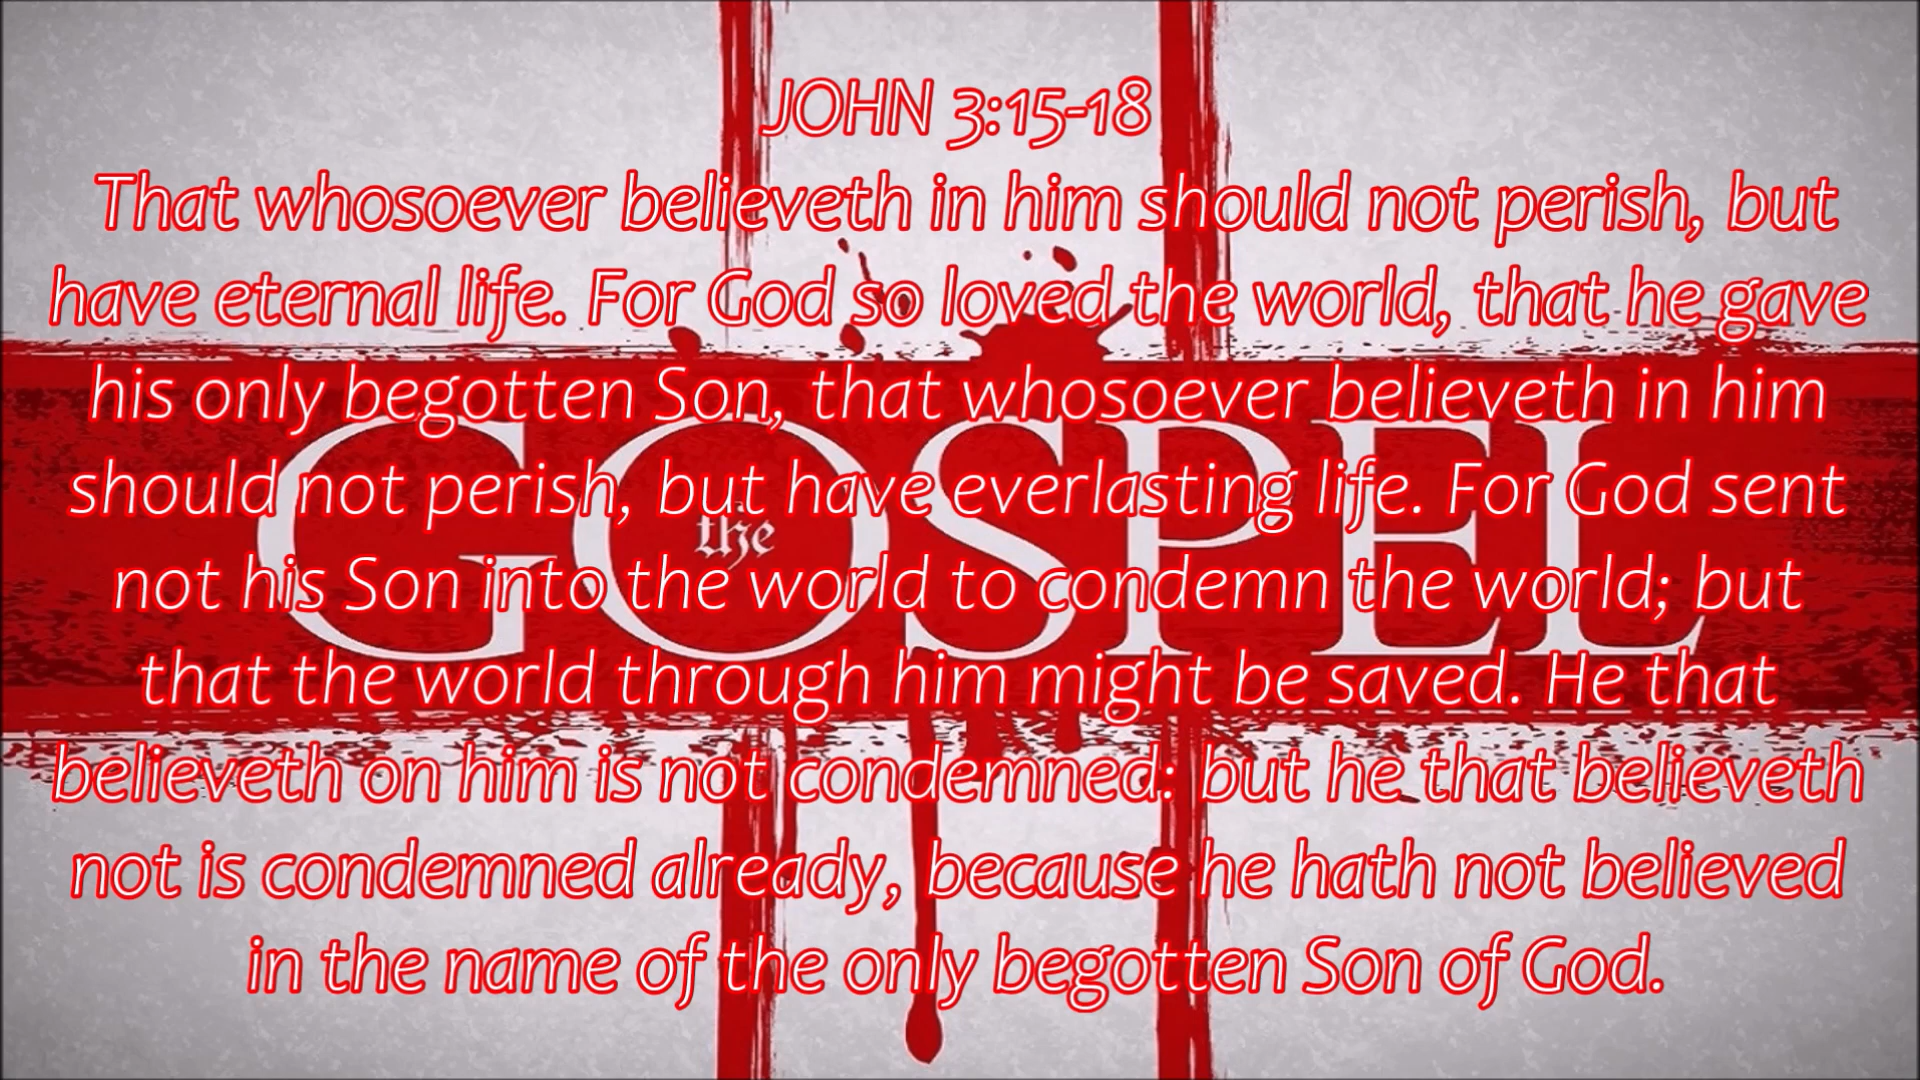 JOHN 3:15-18
That whosoever believeth in him should not perish, but
have eternal life. For God so loved the world, that he gave
his only begotten Son, that whosoever believeth in him
should not perish, but have everlasting life. For God sent
the
GOSPEL
not his Son into the world to condemn the world; but
that the world through him might be saved. He that
believeth on him is not condemned: but he that believeth
not is condemned already, because he hath not believed
in the name of the only begotten Son of God.